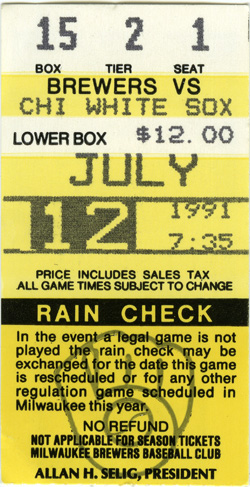 15 2 1
BOX TIER SEAT
BREWERS VS
CHI WHITE SOX
LOWER BOX $12.00
JULY
12 1991
7:35
PRICE INCLUDES SALES TAX
ALL GAME TIMES SUBJECT TO CHANGE
RAIN CHECK
In the event a legal game is not
played the rain check may be
exchanged for the date this game
is rescheduled or for any other
regulation game scheduled in
Milwaukee this year.
NO REFUND
NOT APPLICABLE FOR SEASON TICKETS
MILWAUKEE BREWERS BASEBALL CLUB
ALLAN H. SELIG, PRESIDENT